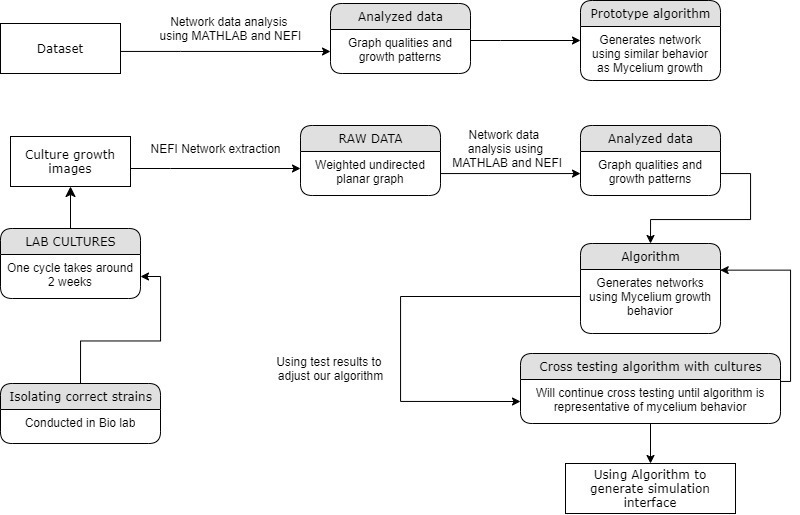 Dataset
Network data analysis
using MATHLAB and NEFI
Analyzed data
Graph qualities and
growth patterns
Prototype algorithm
Generates network
using similar behavior
as Mycelium growth
Culture growth
images
NEFI Network extraction
RAW DATA
Weighted undirected
planar graph
Network data
analysis using
MATHLAB and NEFI
Analyzed data
Graph qualities and
growth patterns
LAB CULTURES
One cycle takes around
2 weeks
Algorithm
Generates networks
using Mycelium growth
behavior
Using test results to
adjust our algorithm
Cross testing algorithm with cultures
Will continue cross testing until algorithm is
representative of mycelium behavior
Isolating correct strains
Conducted in Bio lab
Using Algorithm to
generate simulation
interface